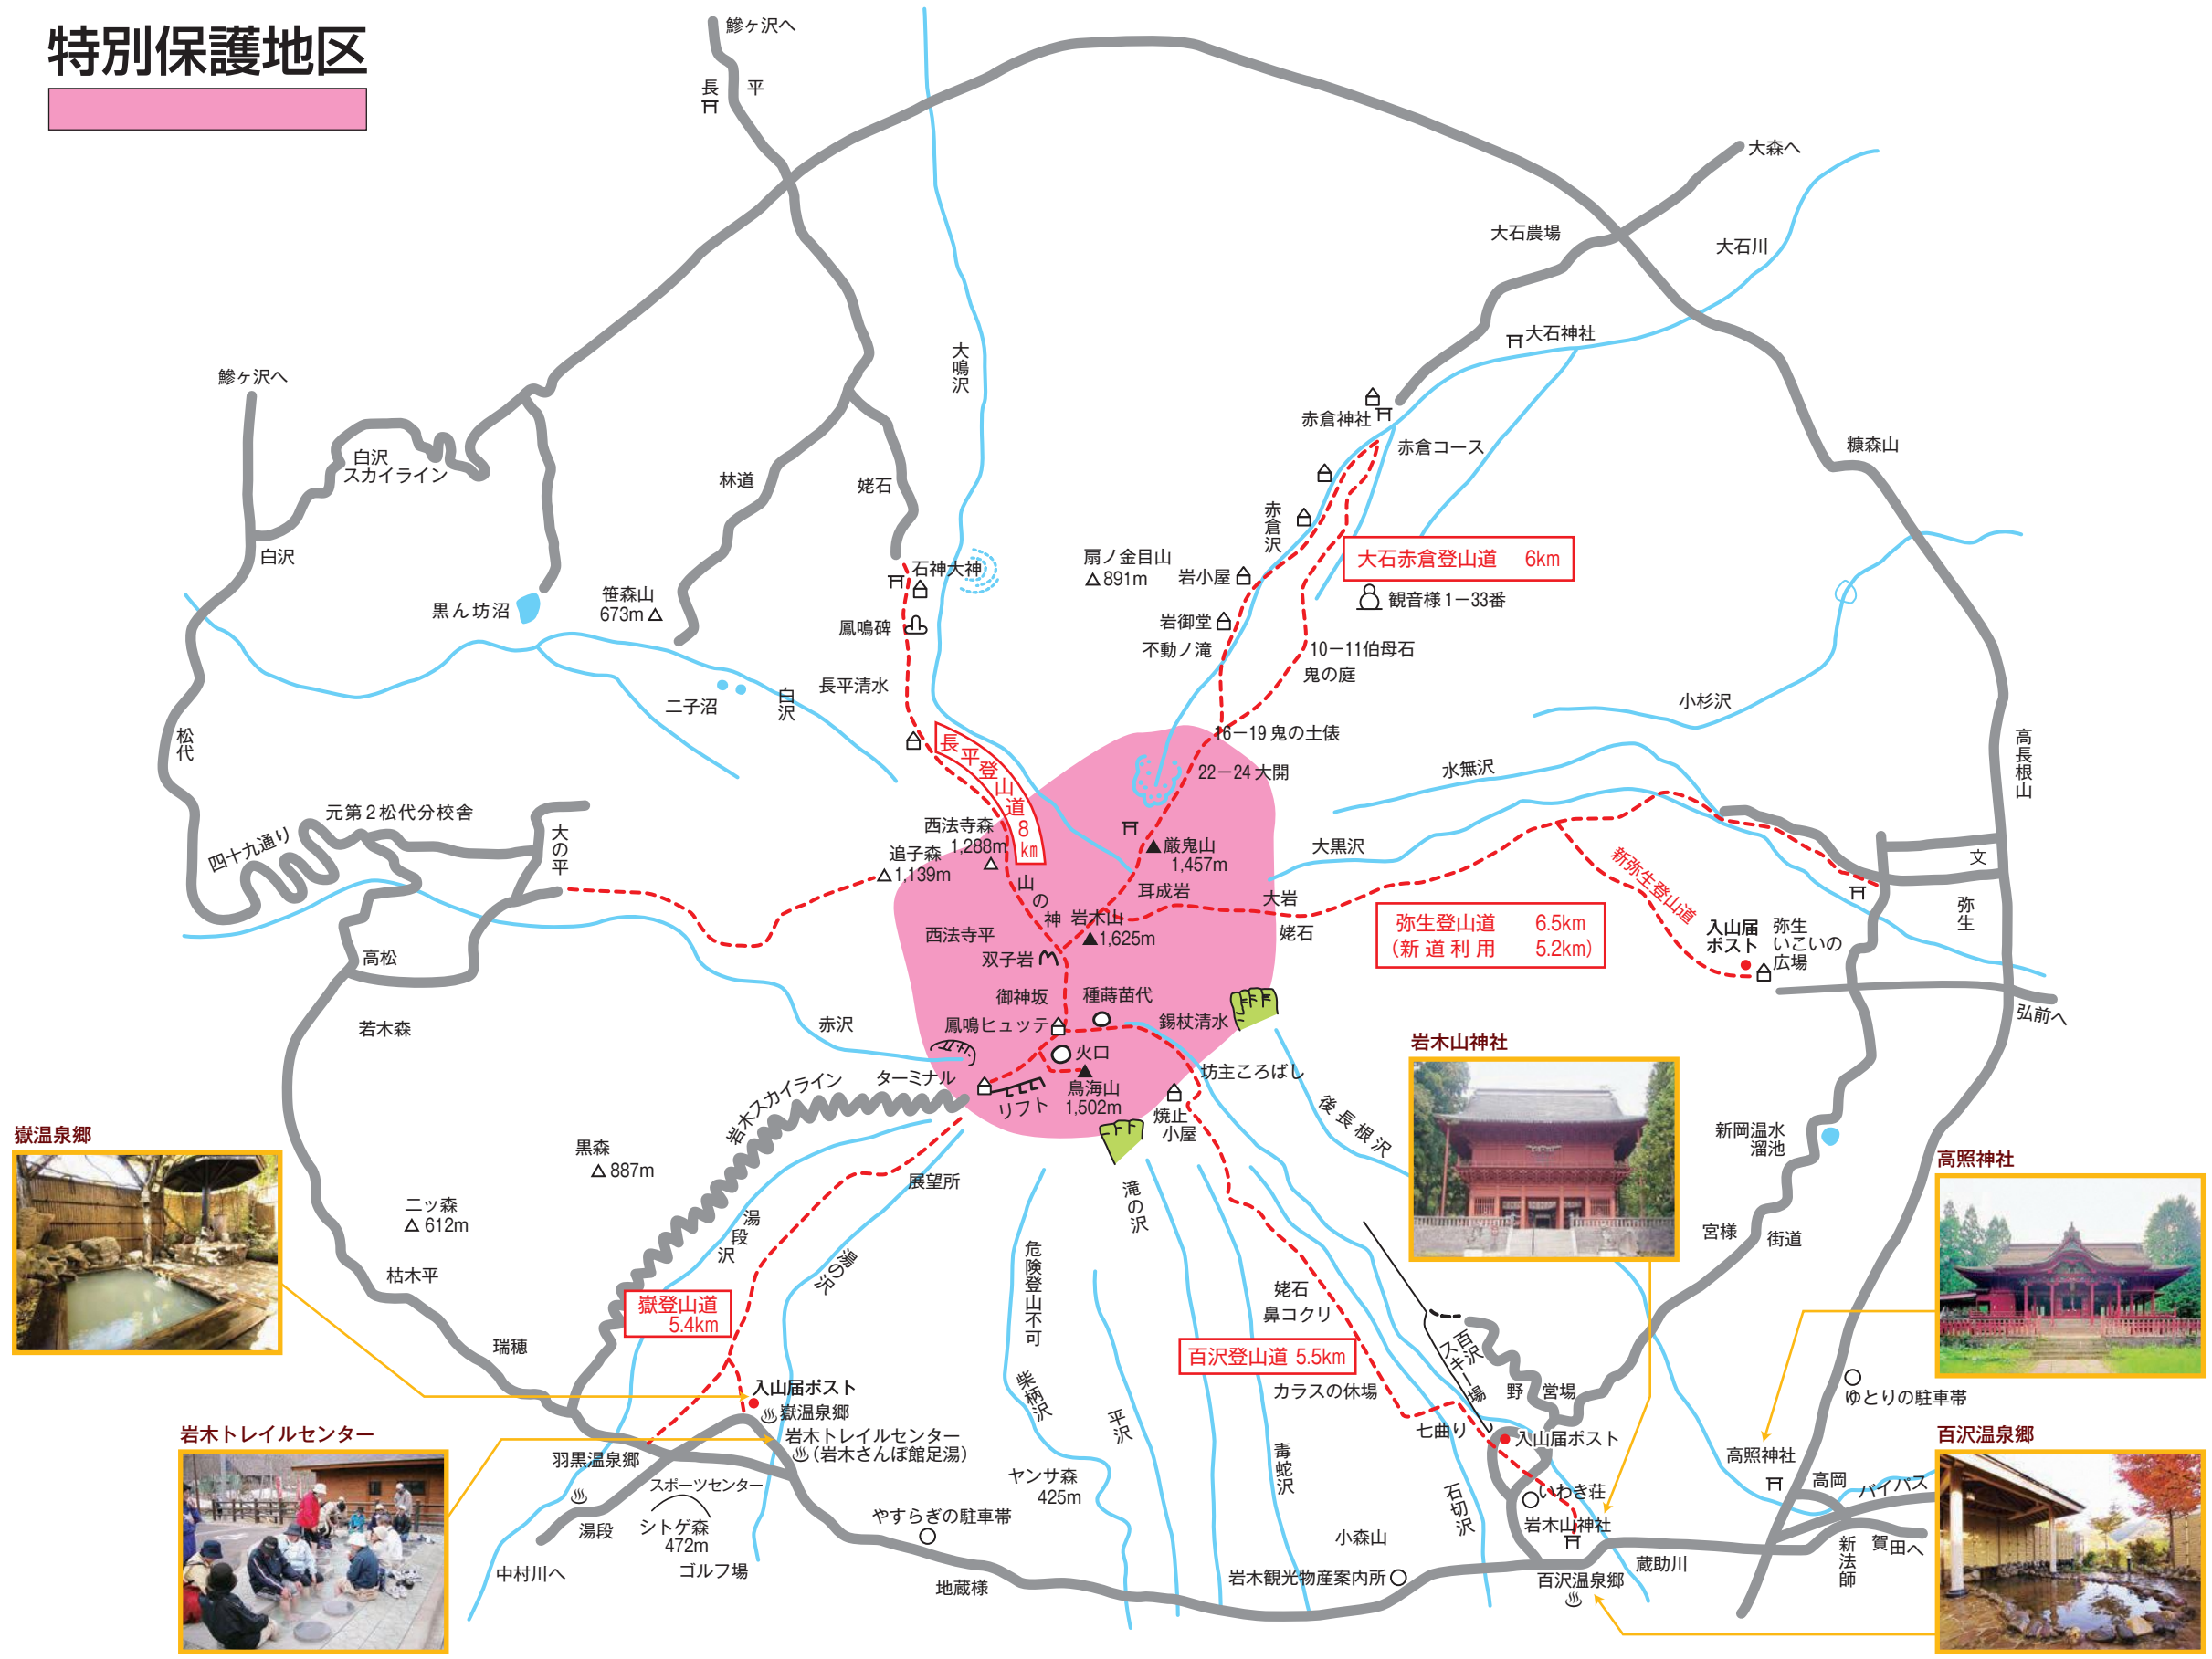 特別保護地区
鰺ヶ沢へ
長平
大森へ
大石農場
大石川
大石神社
大鳴沢
鰺ヶ沢へ
白沢
スカイライン
赤倉神社
赤倉コース
糠森山
林道
姥石
赤倉沢
白沢
扇ノ金目山
△891m
岩小屋
大石赤倉登山道 6km
石神大神
観音様1−33番
黒ん坊沼
笹森山
673m△
鳳鳴碑
岩御堂
不動ノ滝
10−11伯母石
鬼の庭
長平清水
二子沼
白沢
小杉沢
松代
長平登山道8km
16−19鬼の土俵
高長根山
22−24大開
水無沢
元第2松代分校舎
四十九通り
大の平
西法寺森
1,288m
△
追子森
△1,139m
厳鬼山
▲1,457m
大黒沢
文
新弥生登山道
山の神
耳成岩
大岩
姥石
岩木山
▲1,625m
弥生登山道 6.5km
(新道利用 5.2km)
入山届
ポスト
弥生
いこいの
広場
弥生
西法寺平
双子岩
高松
若木森
御神坂
種蒔苗代
赤沢
鳳鳴ヒュッテ
錫杖清水
弘前へ
火口
岩木山神社
岩木スカイライン
ターミナル
リフト
鳥海山
1,502m
坊主ころばし
焼止
小屋
後長根沢
新岡温水
溜池
嶽温泉郷
黒森
△887m
高照神社
二ッ森
△612m
展望所
滝の沢
湯段沢
湯の沢
宮様
街道
危険登山不可
枯木平
嶽登山道
5.4km
姥石
鼻コクリ
瑞穂
百沢登山道 5.5km
百沢
スキー場
野営場
柴柄沢
カラスの休場
入山届ポスト
嶽温泉郷
ゆとりの駐車帯
平沢
七曲り
入山届ポスト
岩木トレイルセンター
岩木トレイルセンター
(岩木さんぽ館足湯)
百沢温泉郷
羽黒温泉郷
毒蛇沢
高照神社
スポーツセンター
ヤンサ森
425m
石切沢
いわき荘
高岡
バイパス
湯段
シトゲ森
472m
やすらぎの駐車帯
岩木山神社
小森山
新法師
賀田へ
中村川へ
ゴルフ場
地蔵様
岩木観光物産案内所
百沢温泉郷
蔵助川